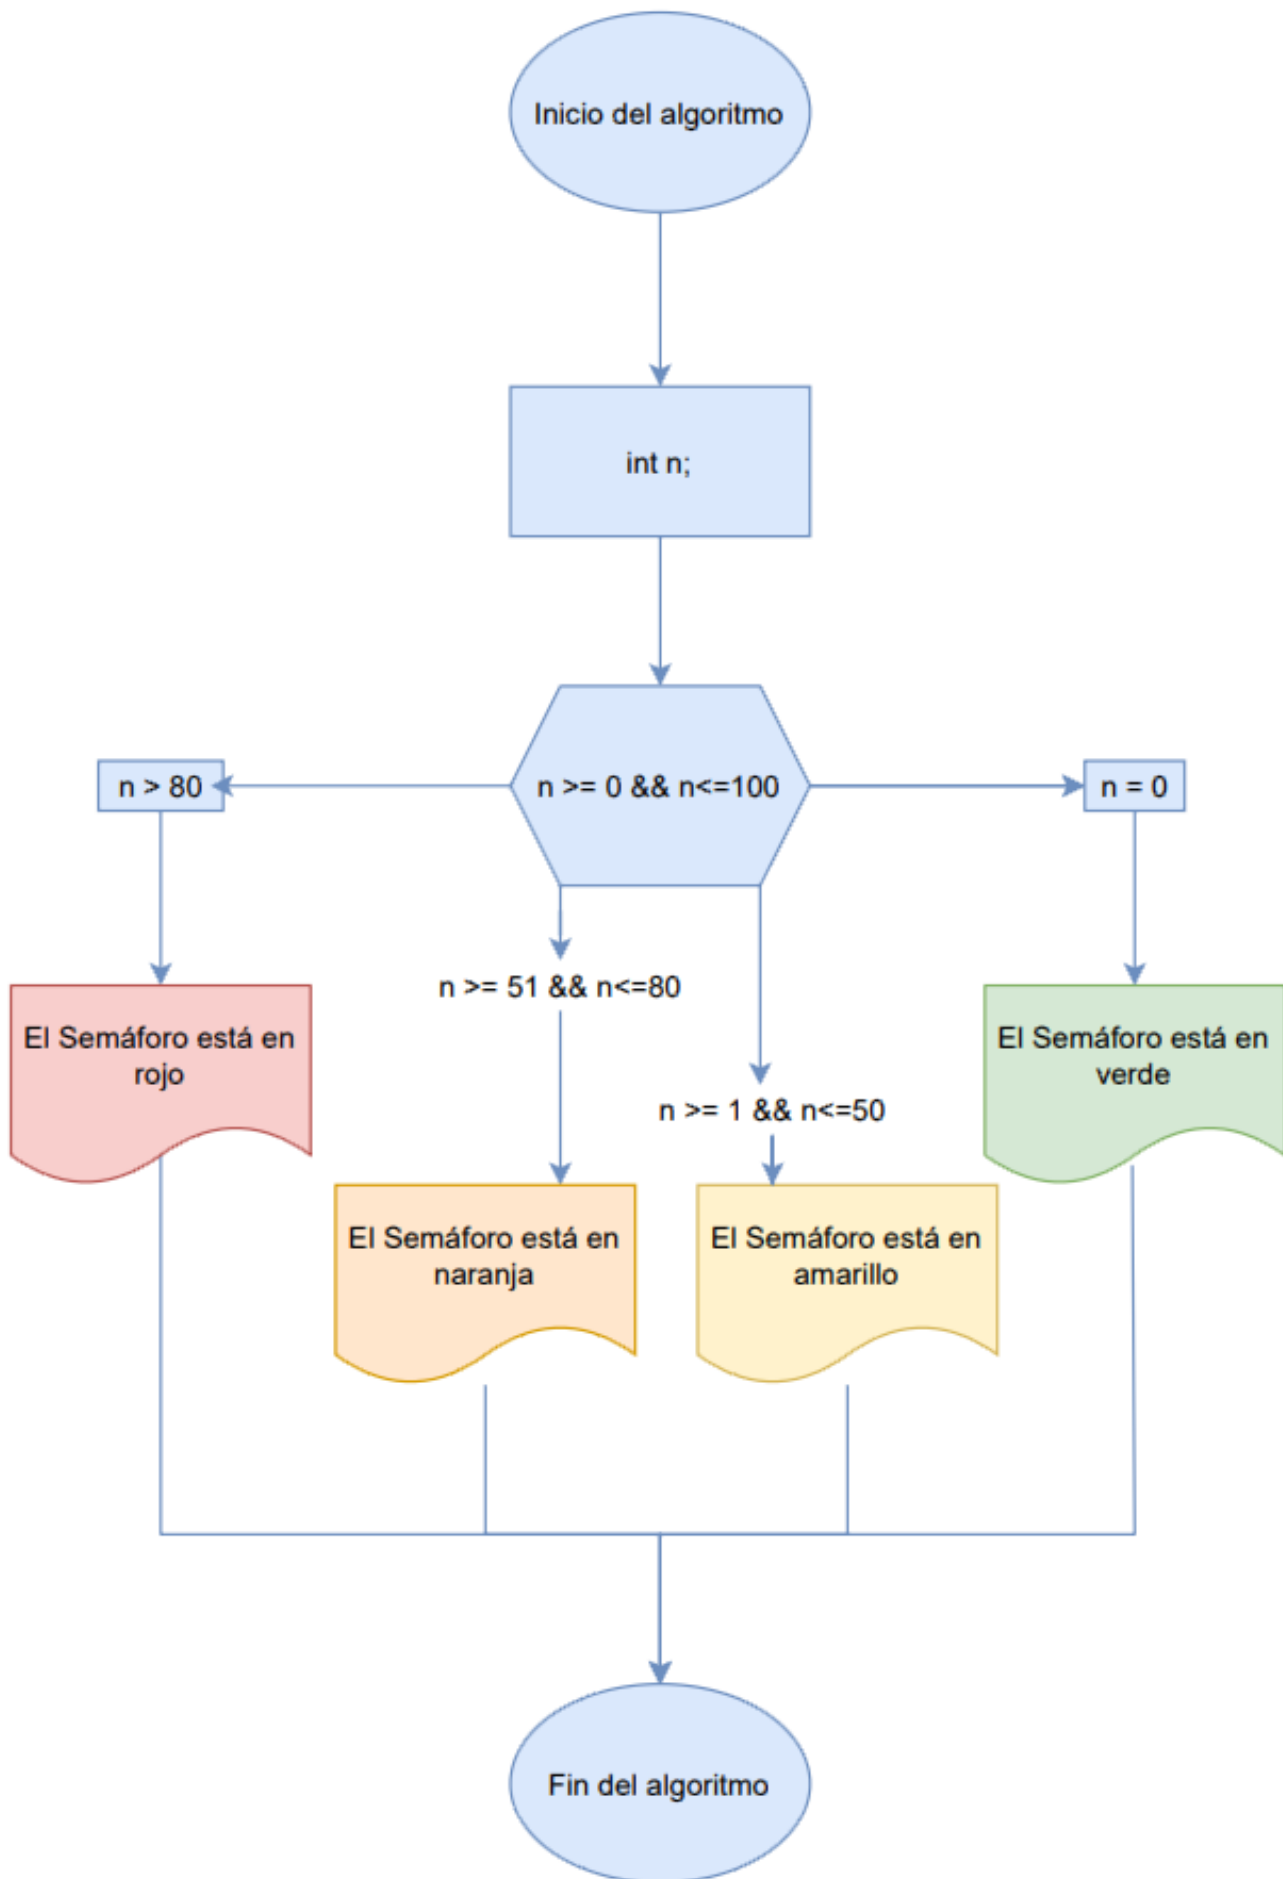 Inicio del algoritmo
int n;
n > 80
n >= 0 && n<=100
n = 0
n >= 51 && n<=80
El Semáforo está en
rojo
El Semáforo está en
verde
n >= 1 && n<=50
El Semáforo está en
naranja
El Semáforo está en
amarillo
Fin del algoritmo